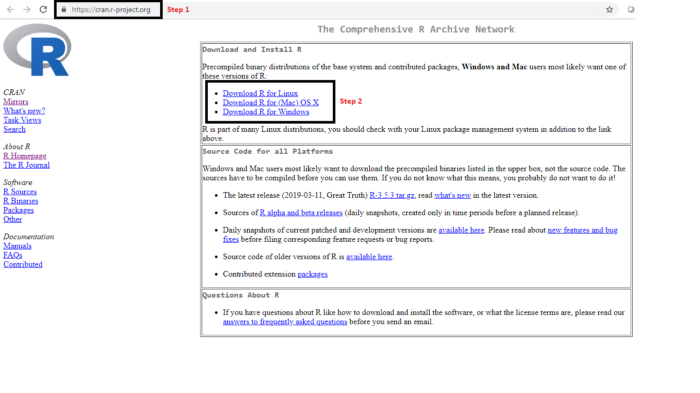 https://cran.r-project.org
Step 1
The Comprehensive R Archive Network
R
CRAN
Mirrors
What's new?
Task Views
Search
About R
R Homepage
The R Journal
Software
R Sources
R Binaries
Packages
Other
Documentation
Manuals
FAQs
Contributed
Download and Install R
Precompiled binary distributions of the base system and contributed packages, Windows and Mac users most likely want one of
these versions of R:
• Download R for Linux
• Download R for (Mac) OS X
• Download R for Windows
Step 2
R is part of many Linux distributions, you should check with your Linux package management system in addition to the link
above.
Source Code for all Platforms
Windows and Mac users most likely want to download the precompiled binaries listed in the upper box, not the source code. The
sources have to be compiled before you can use them. If you do not know what this means, you probably do not want to do it!
• The latest release (2019-03-11, Great Truth) R-3.5.3.tar.gz, read what's new in the latest version.
• Sources of R alpha and beta releases (daily snapshots, created only in time periods before a planned release).
• Daily snapshots of current patched and development versions are available here. Please read about new features and bug
fixes before filing corresponding feature requests or bug reports.
• Source code of older versions of R is available here.
• Contributed extension packages
Questions About R
• If you have questions about R like how to download and install the software, or what the license terms are, please read our
answers to frequently asked questions before you send an email.